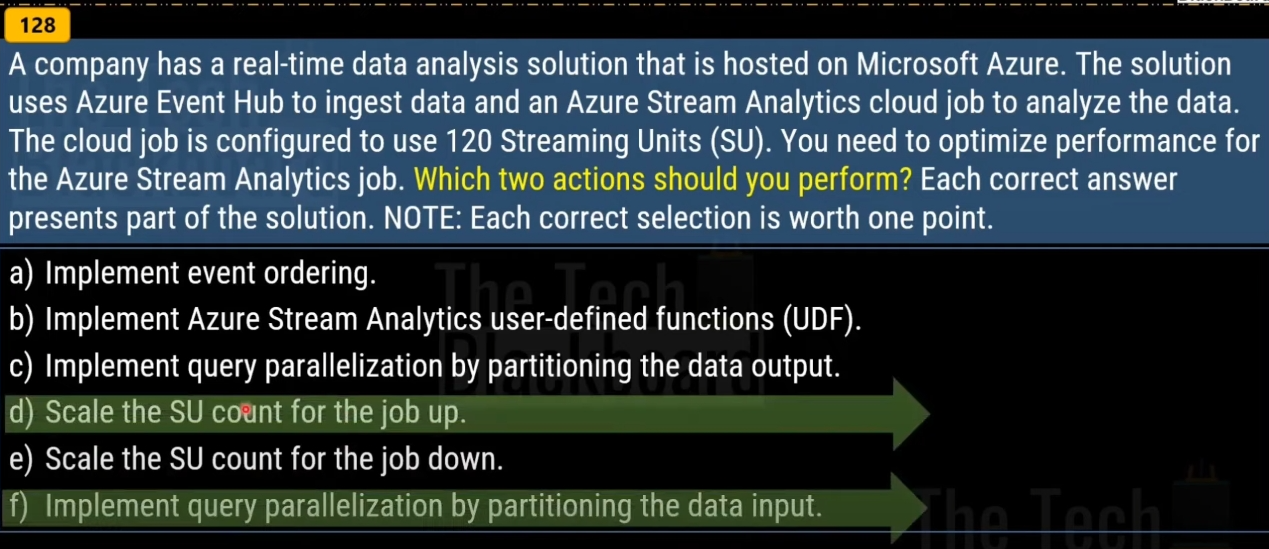 128
A company has a real-time data analysis solution that is hosted on Microsoft Azure. The solution
uses Azure Event Hub to ingest data and an Azure Stream Analytics cloud job to analyze the data.
The cloud job is configured to use 120 Streaming Units (SU). You need to optimize performance for
the Azure Stream Analytics job. Which two actions should you perform? Each correct answer
presents part of the solution. NOTE: Each correct selection is worth one point.
a) Implement event ordering.
b) Implement Azure Stream Analytics user-defined functions (UDF).
c) Implement query parallelization by partitioning the data output.
d) Scale the SU count for the job up.
e) Scale the SU count for the job down.
f) Implement query parallelization by partitioning the data input.
The Tech
Blackboard
The Tech